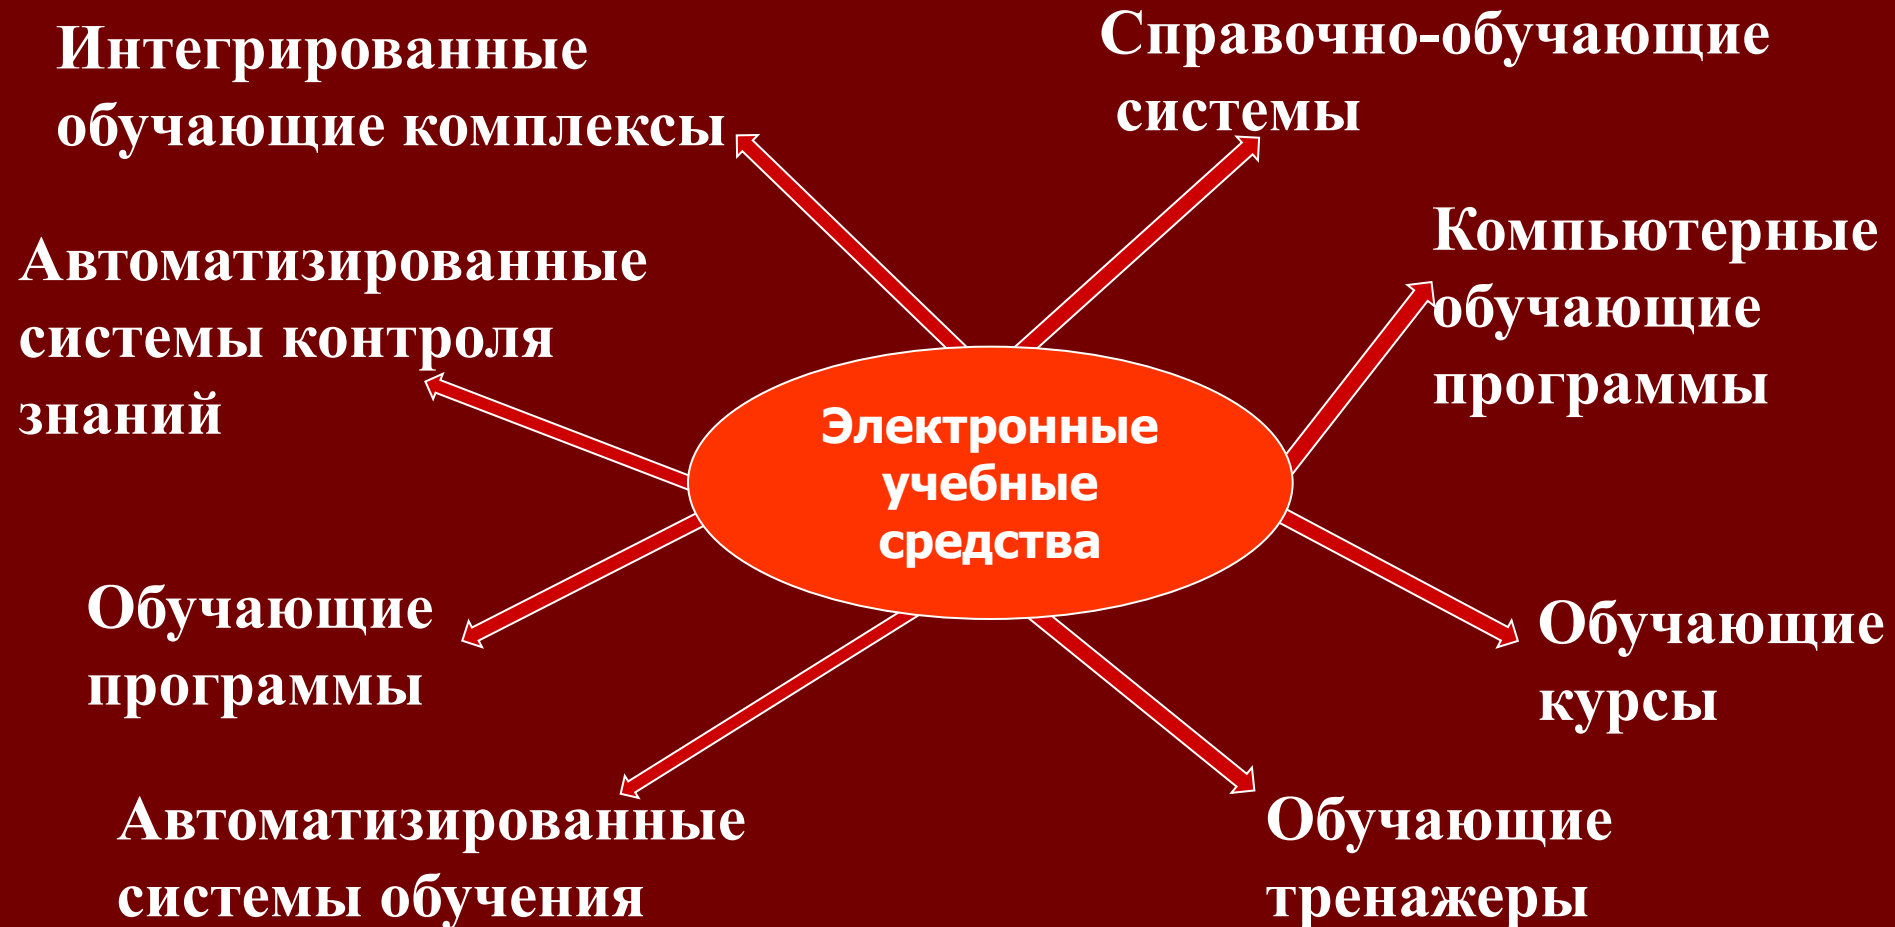 Интегрированные
обучающие комплексы
Справочно-обучающие
системы
Автоматизированные
системы контроля
знаний
Компьютерные
обучающие
программы
Электронные
учебные
средства
Обучающие
программы
Обучающие
курсы
Автоматизированные
системы обучения
Обучающие
тренажеры